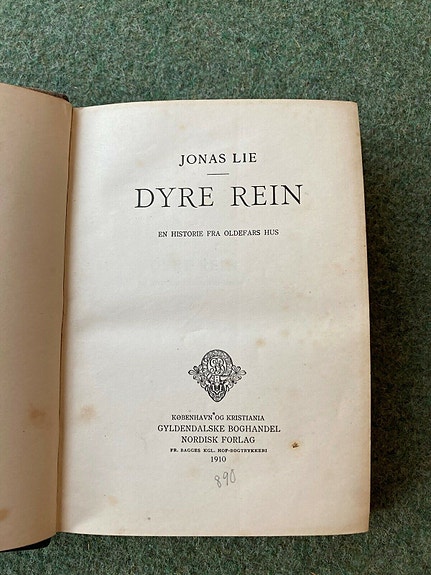 JONAS LIE
DYRE REIN
EN HISTORIE FRA OLDEFARS HUS
KØBENHAVN OG KRISTIANIA
GYLDENDALSKE BOGHANDEL
NORDISK FORLAG
FR. BAGGES KGL. HOF-BOGTRYKKERI
1910
890